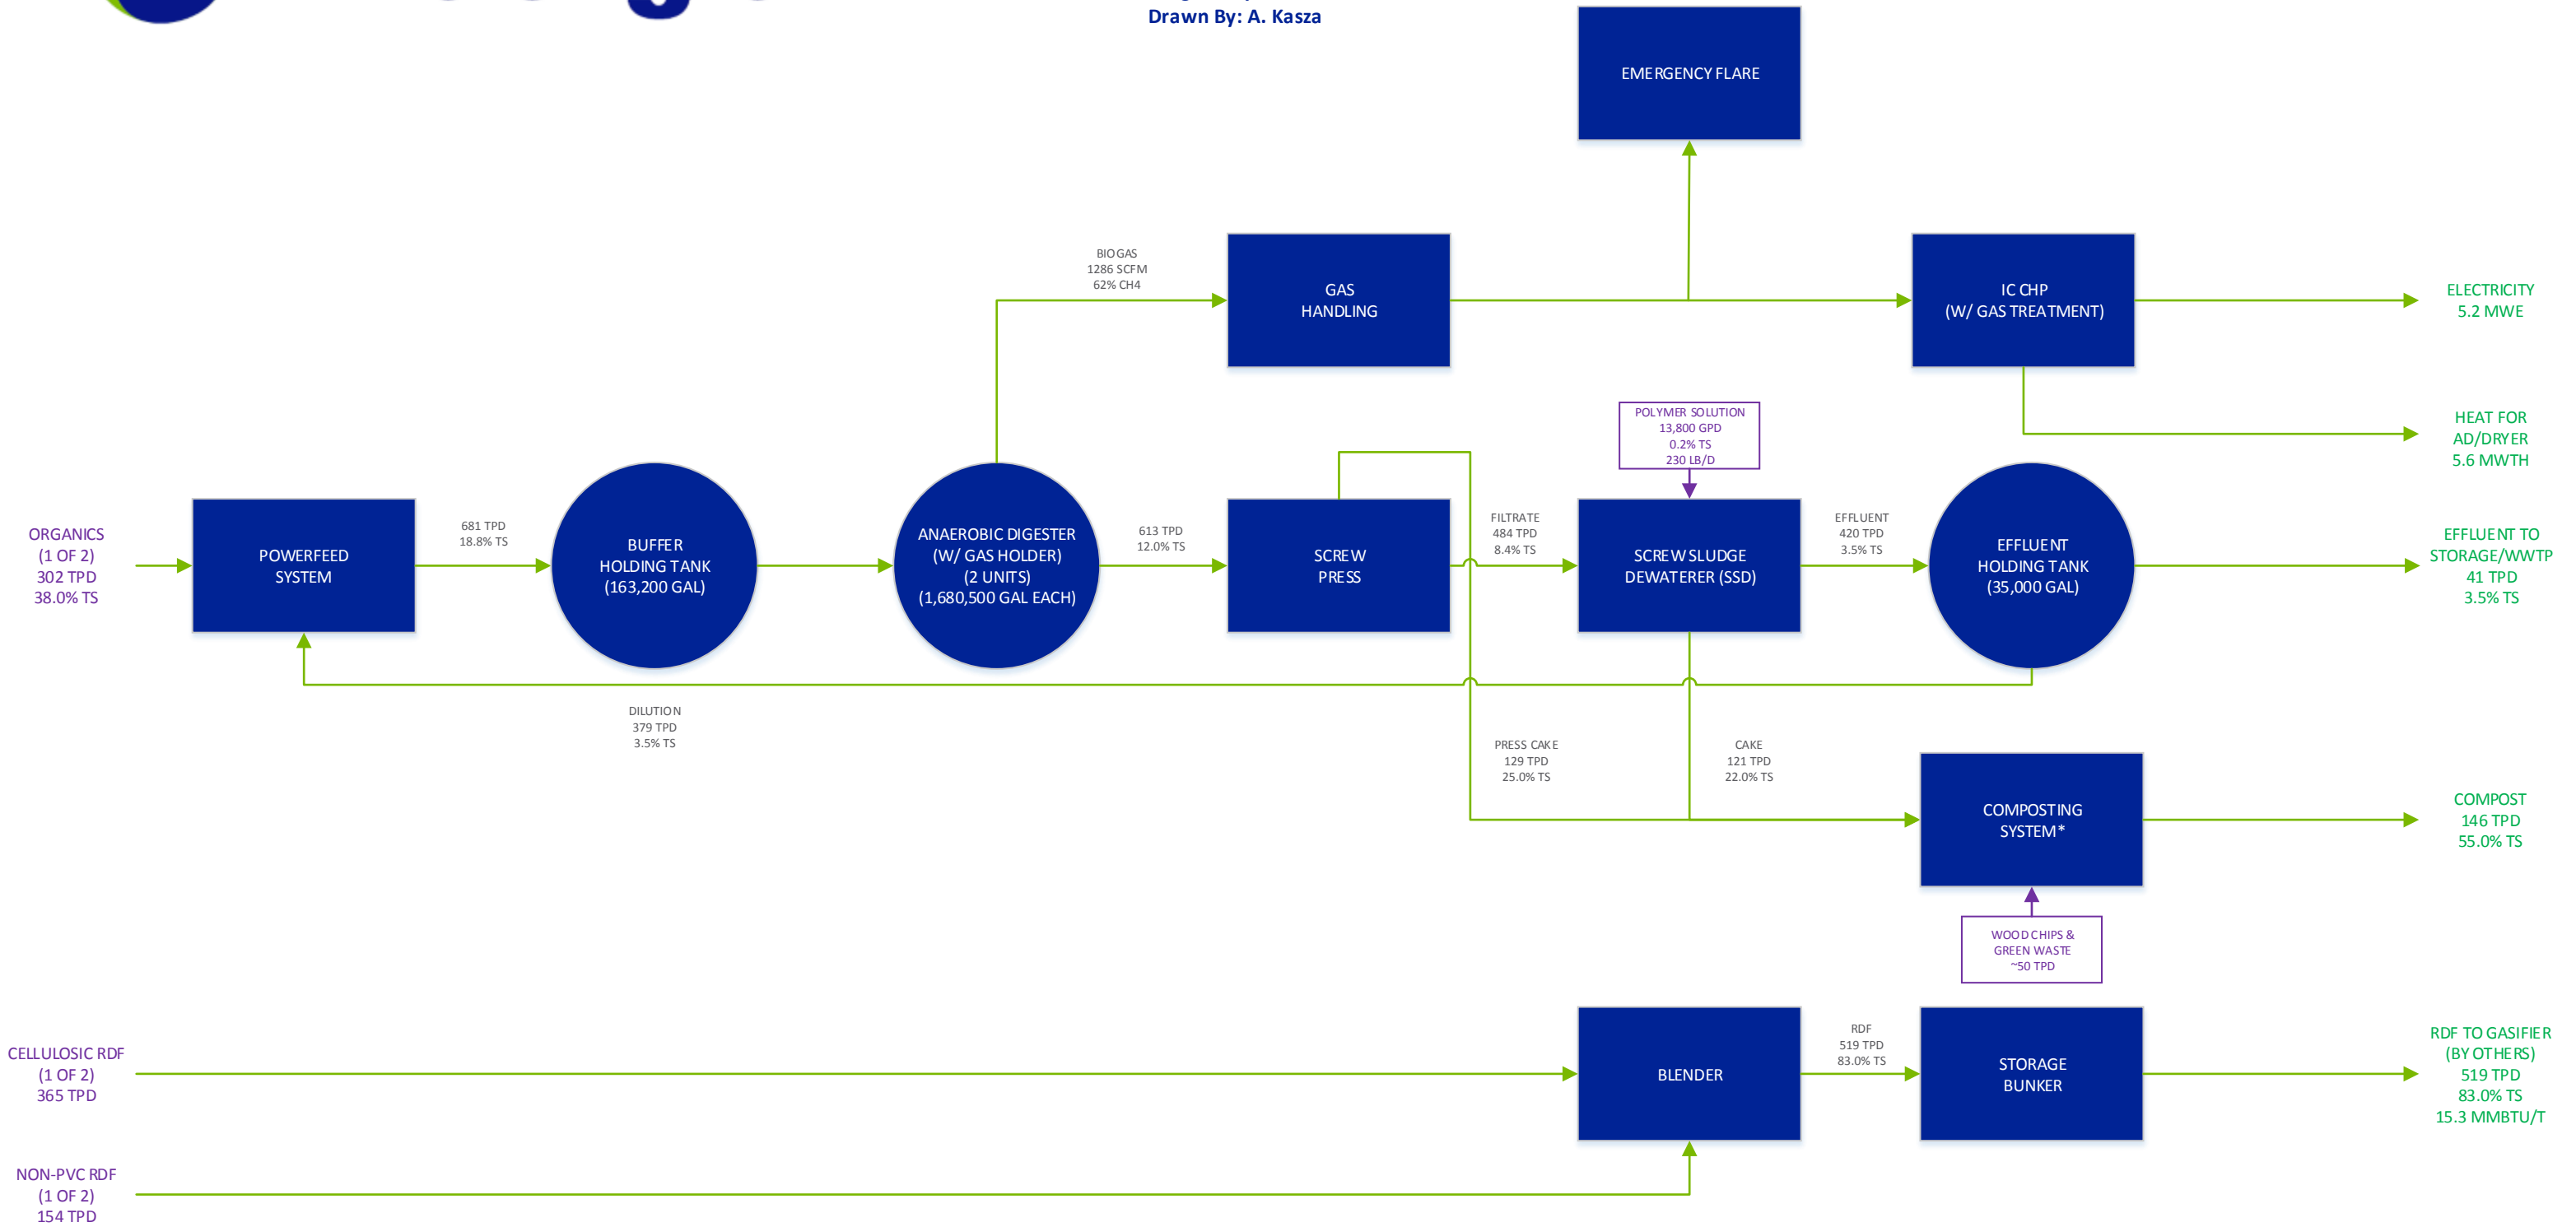 Drawn By: A. Kasza
EMERGENCY FLARE
BIOGAS
1286 SCFM
62% CH4
GAS
HANDLING
IC CHP
(W/ GAS TREATMENT)
ELECTRICITY
5.2 MWE
HEAT FOR
AD/DRYER
5.6 MWTH
POLYMER SOLUTION
13,800 GPD
0.2% TS
230 LB/D
ORGANICS
(1 OF 2)
302 TPD
38.0% TS
POWERFEED
SYSTEM
681 TPD
18.8% TS
BUFFER
HOLDING TANK
(163,200 GAL)
ANAEROBIC DIGESTER
(W/ GAS HOLDER)
(2 UNITS)
(1,680,500 GAL EACH)
613 TPD
12.0% TS
SCREW
PRESS
FILTRATE
484 TPD
8.4% TS
SCREW SLUDGE
DEWATERER (SSD)
EFFLUENT
420 TPD
3.5% TS
EFFLUENT
HOLDING TANK
(35,000 GAL)
EFFLUENT TO
STORAGE/WWTP
41 TPD
3.5% TS
DILUTION
379 TPD
3.5% TS
PRESS CAKE
129 TPD
25.0% TS
CAKE
121 TPD
22.0% TS
COMPOSTING
SYSTEM*
COMPOST
146 TPD
55.0% TS
WOOD CHIPS &
GREEN WASTE
~50 TPD
CELLULOSIC RDF
(1 OF 2)
365 TPD
BLENDER
RDF
519 TPD
83.0% TS
STORAGE
BUNKER
RDF TO GASIFIER
(BY OTHERS)
519 TPD
83.0% TS
15.3 MMBTU/T
NON-PVC RDF
(1 OF 2)
154 TPD